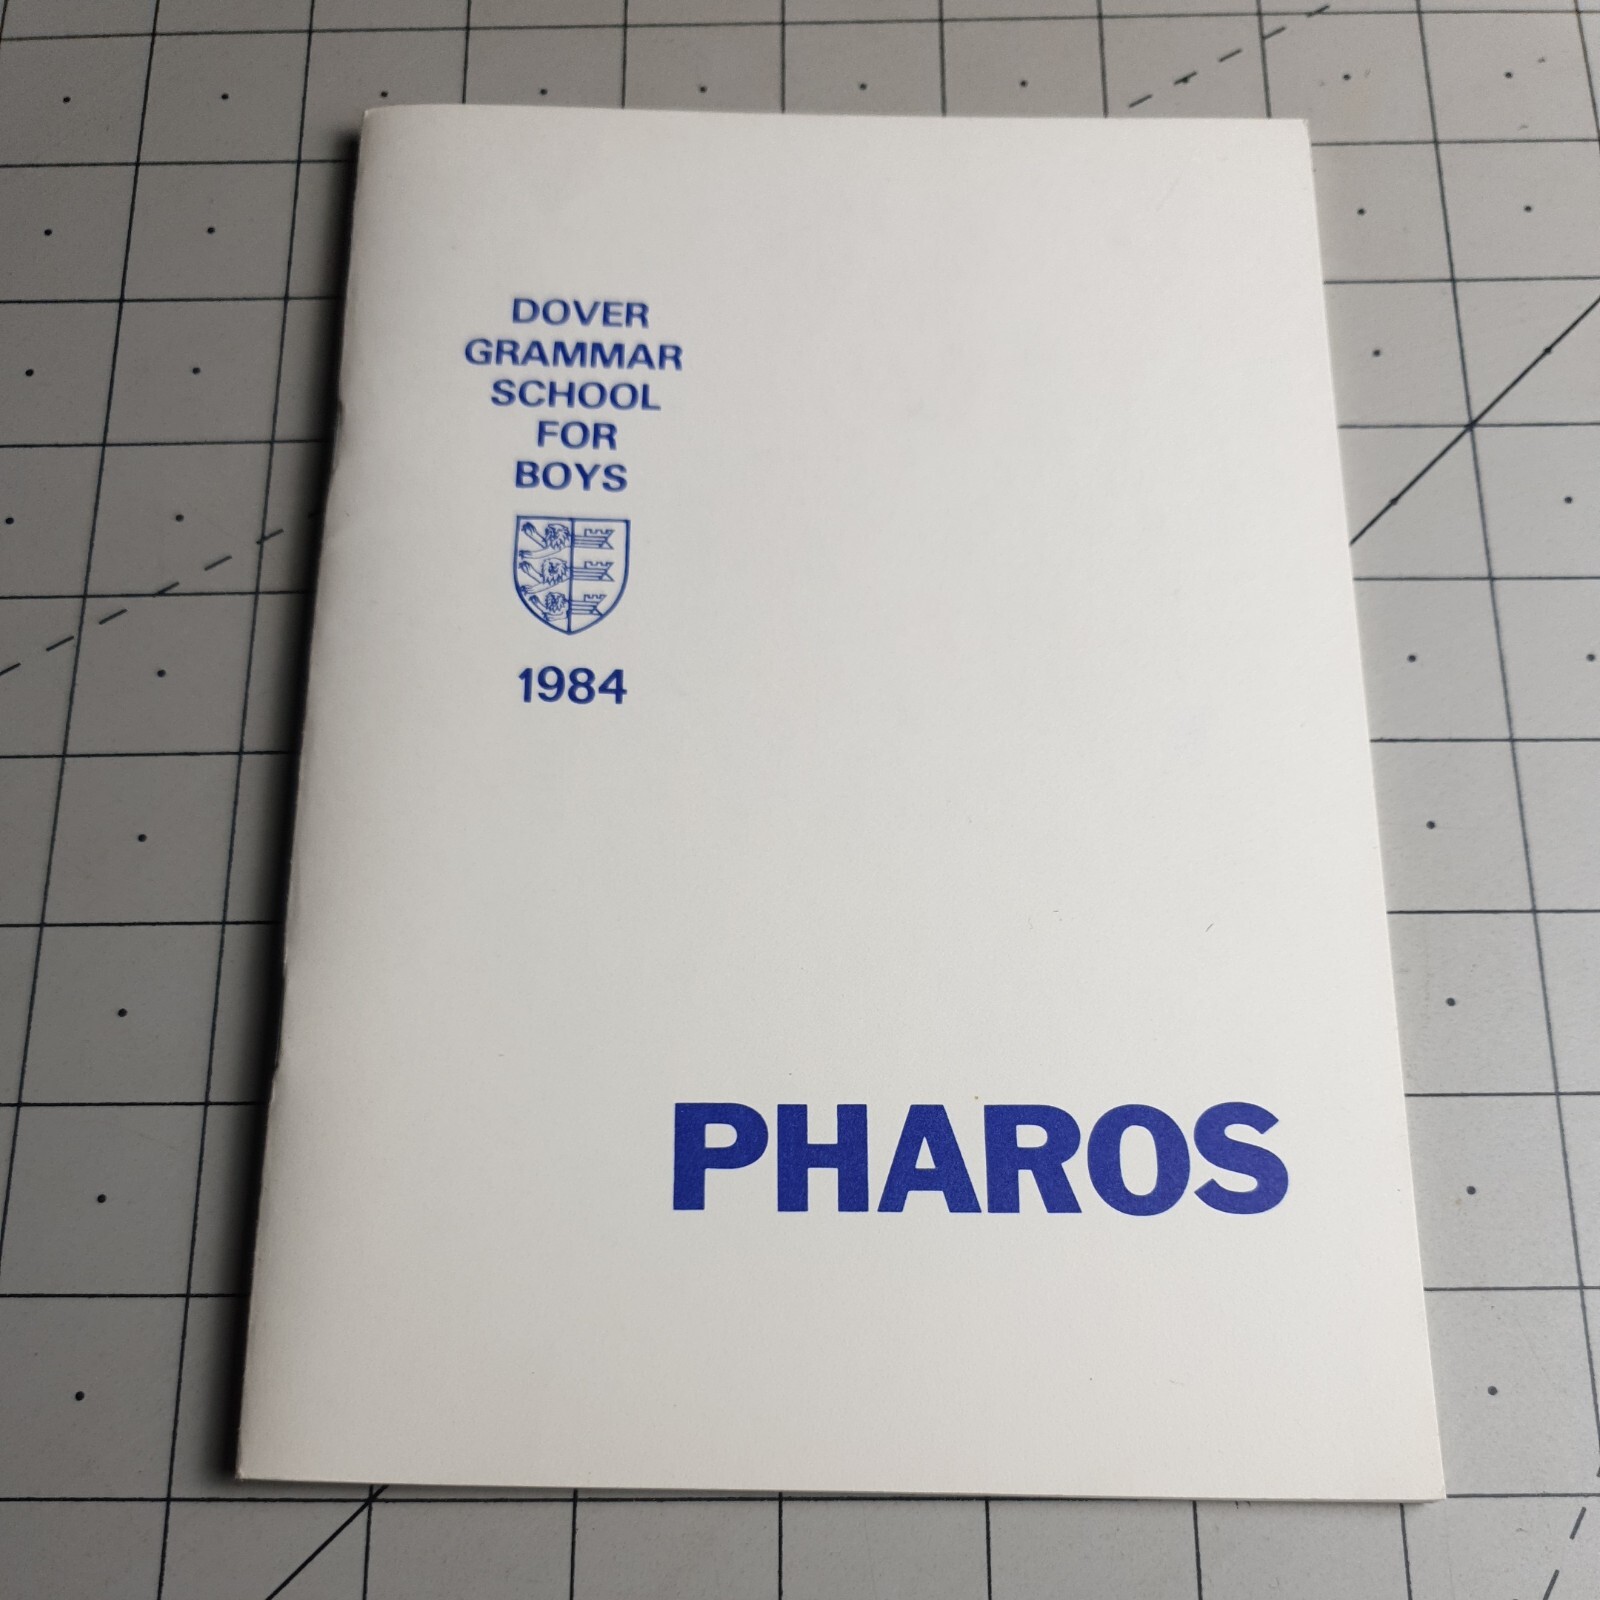 DOVER
GRAMMAR
SCHOOL
FOR
BOYS
1984
PHAROS